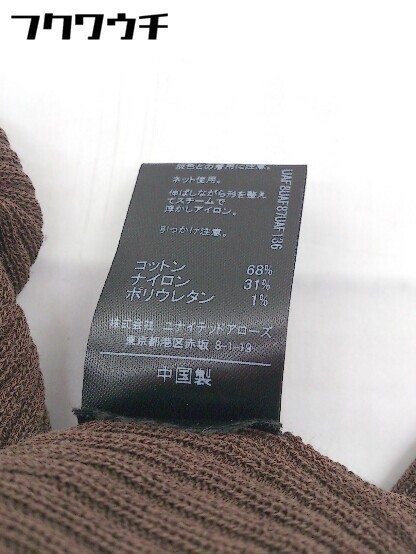 フクワウチ
ネット使用。
伸ばしながら形を整え
てスチームで
浮かしアイロン。
引っかけ注意。
コットン 68%
ナイロン 31%
ポリウレタン 1%
株式会社 ユナイテッドアローズ
東京都港区赤坂 8-1-19
中国製